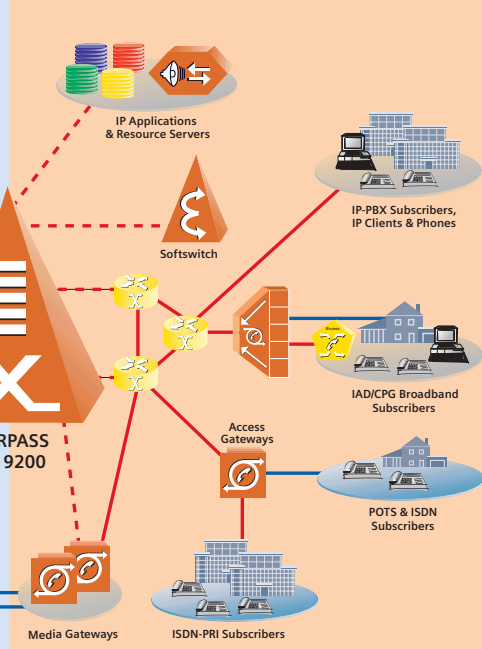 IP Applications
& Resource Servers
IP-PBX Subscribers,
IP Clients & Phones
Softswitch
IAD/CPG Broadband
Subscribers
RPASS
9200
Access
Gateways
POTS & ISDN
Subscribers
Media Gateways
ISDN-PRI Subscribers